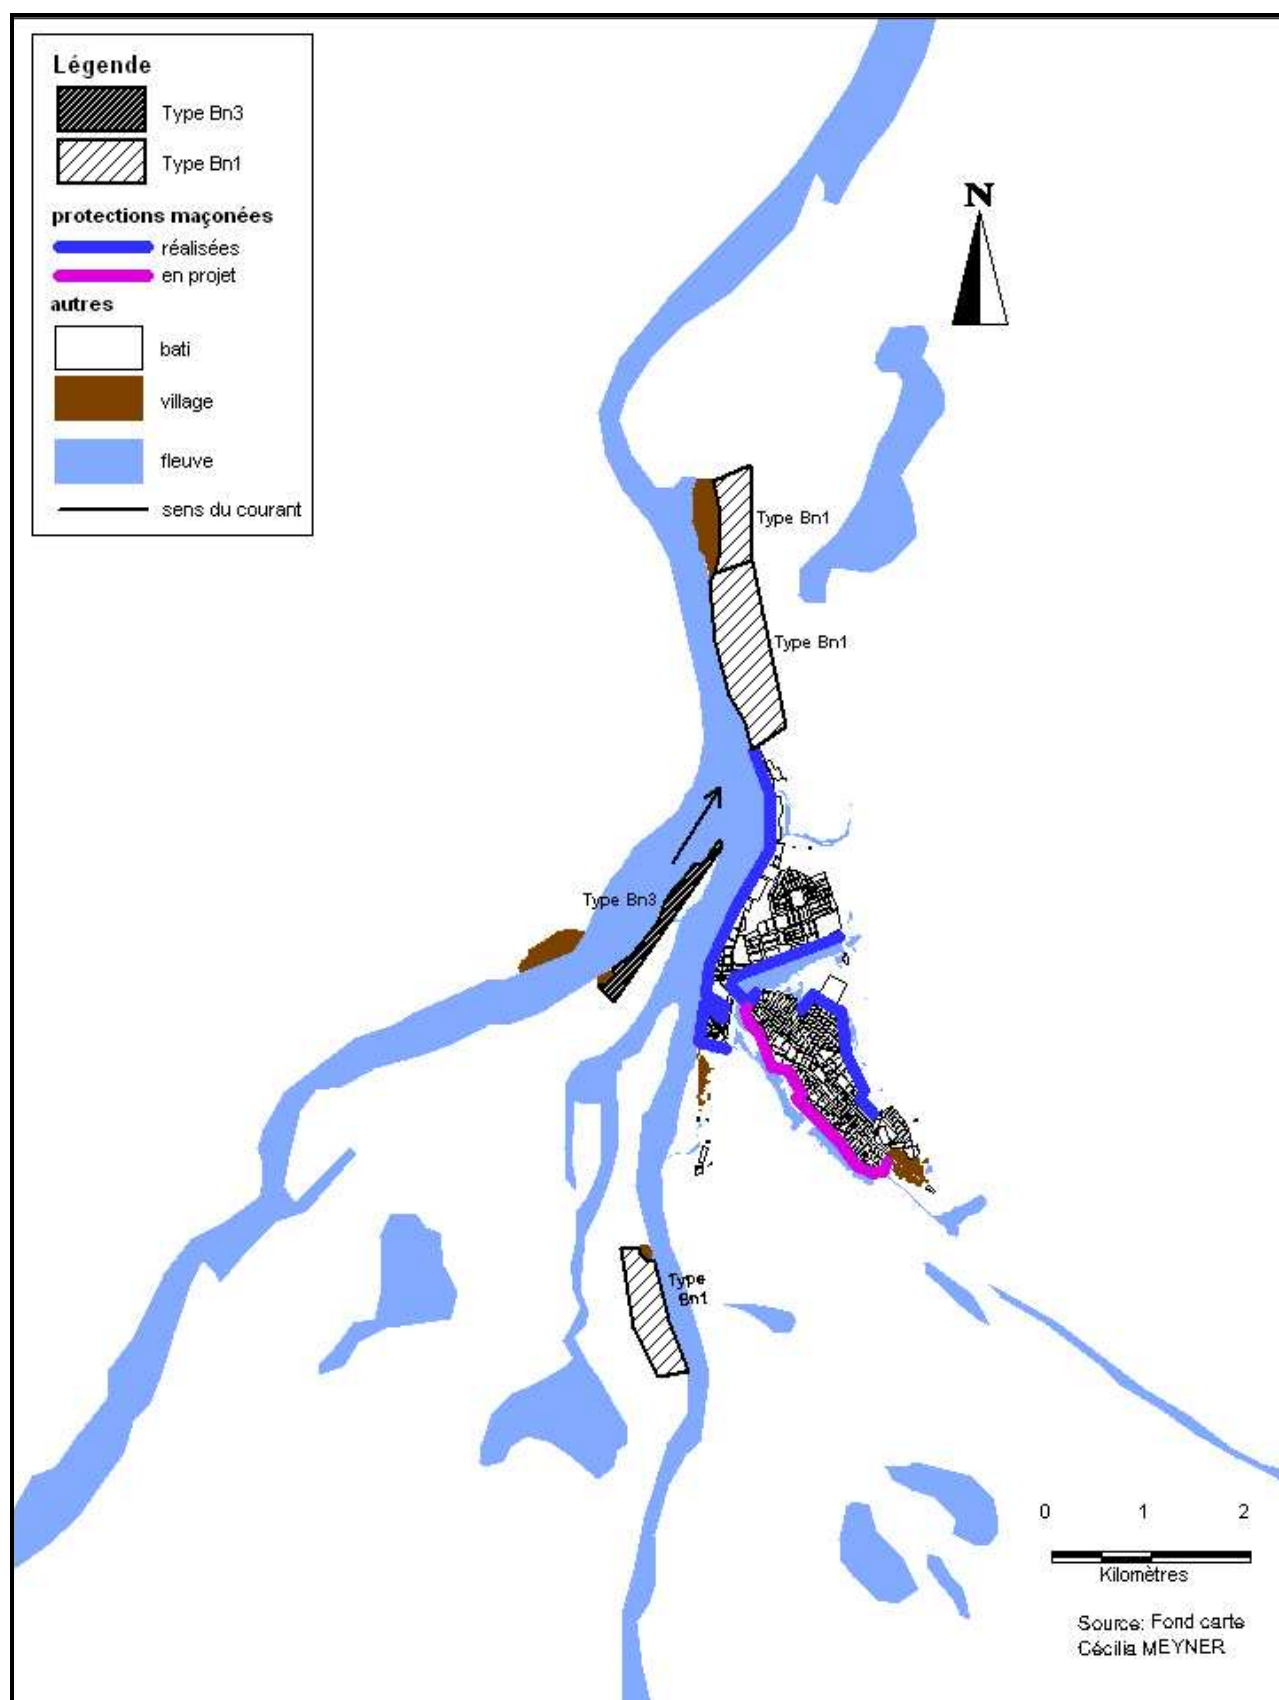 Légende
Type Bn3
Type Bn1
protections maçonées
réalisées
en projet
autres
bati
village
fleuve
sens du courant
N
Type Bn1
Type Bn1
Type Bn3
Type
Bn1
0 1 2
Kilomètres
Source: Fond carte
Cécilia MEYNER